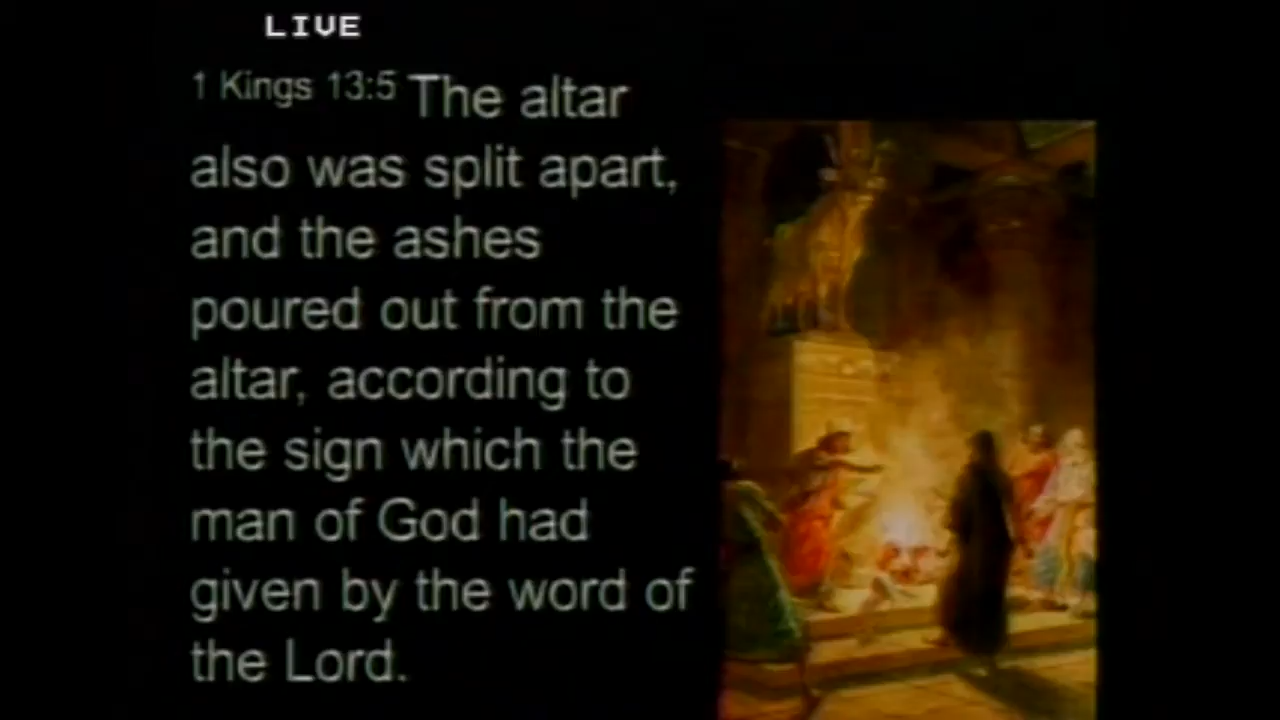 LIVE
1 Kings 13:5 The altar
also was split apart,
and the ashes
poured out from the
altar, according to
the sign which the
man of God had
given by the word of
the Lord.